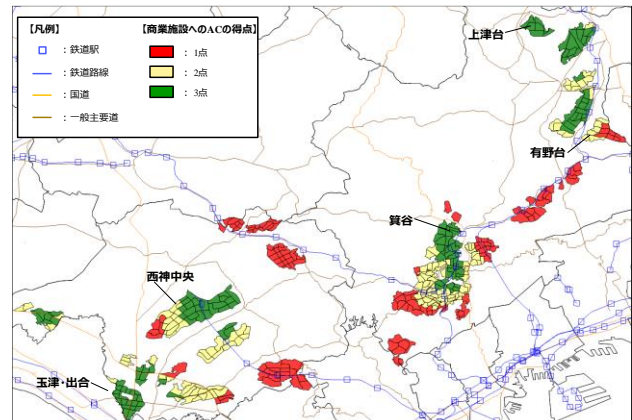 【凡例】
□ ：鉄道駅
：鉄道路線
：国道
：一般主要道
【商業施設へのACの得点】
：1点
：2点
：3点
上津台
有野台
箕谷
西神中央
玉津･出合